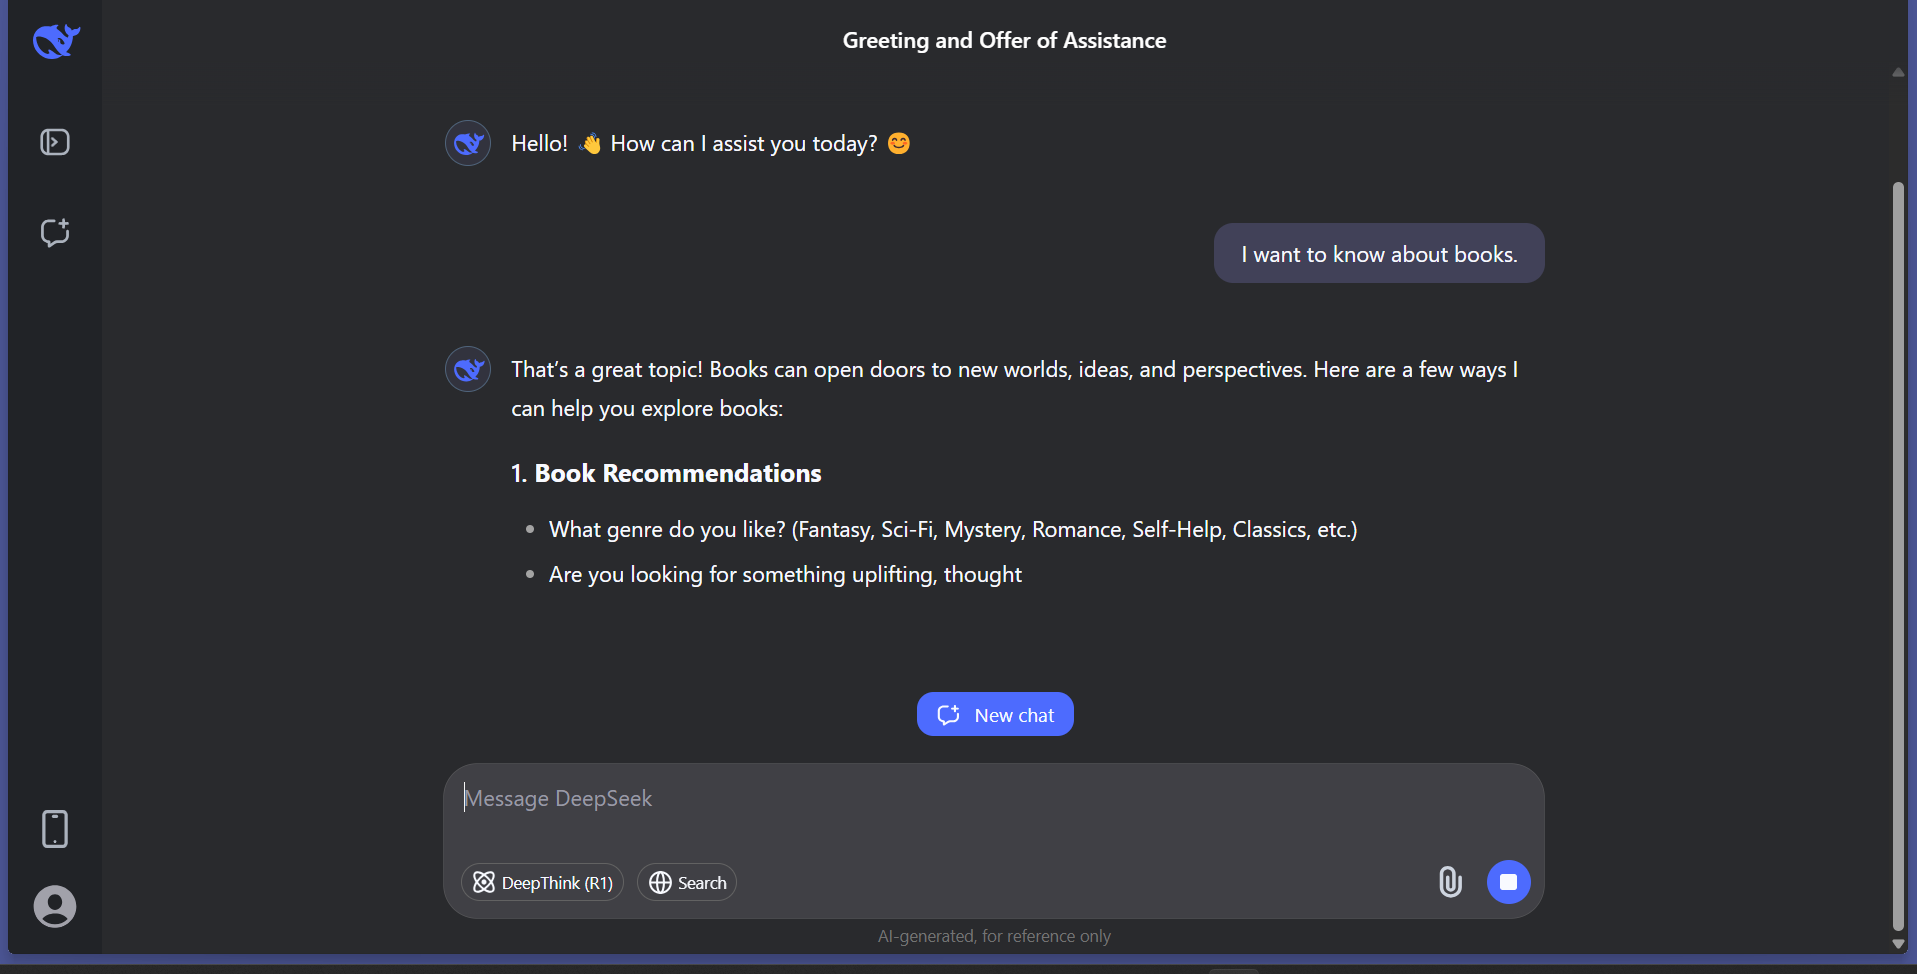 Greeting and Offer of Assistance
Hello! 👋 How can I assist you today? 😊
I want to know about books.
That's a great topic! Books can open doors to new worlds, ideas, and perspectives. Here are a few ways I
can help you explore books:
1. Book Recommendations
• What genre do you like? (Fantasy, Sci-Fi, Mystery, Romance, Self-Help, Classics, etc.)
• Are you looking for something uplifting, thought
New chat
Message DeepSeek
DeepThink (R1) Search
AI-generated, for reference only